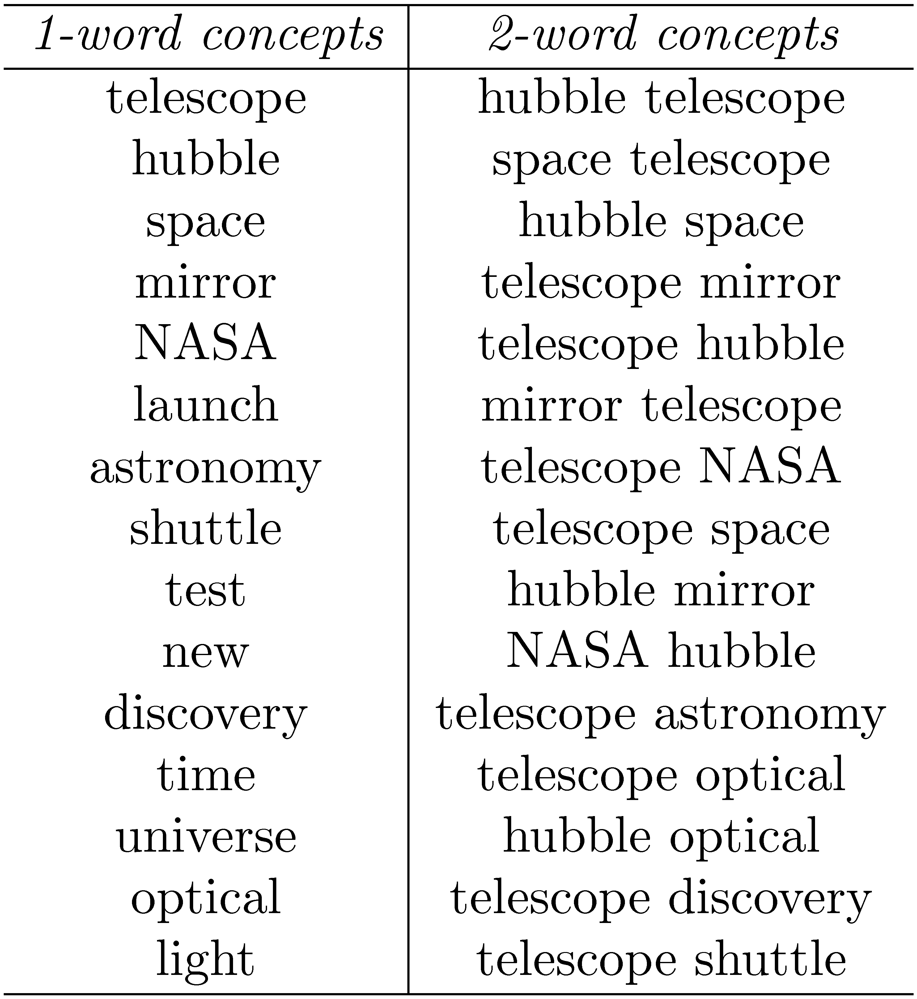 1-word concepts 2-word concepts
telescope hubble telescope
hubble space telescope
space hubble space
mirror telescope mirror
NASA telescope hubble
launch mirror telescope
astronomy telescope NASA
shuttle telescope space
test hubble mirror
new NASA hubble
discovery telescope astronomy
time telescope optical
universe hubble optical
optical telescope discovery
light telescope shuttle